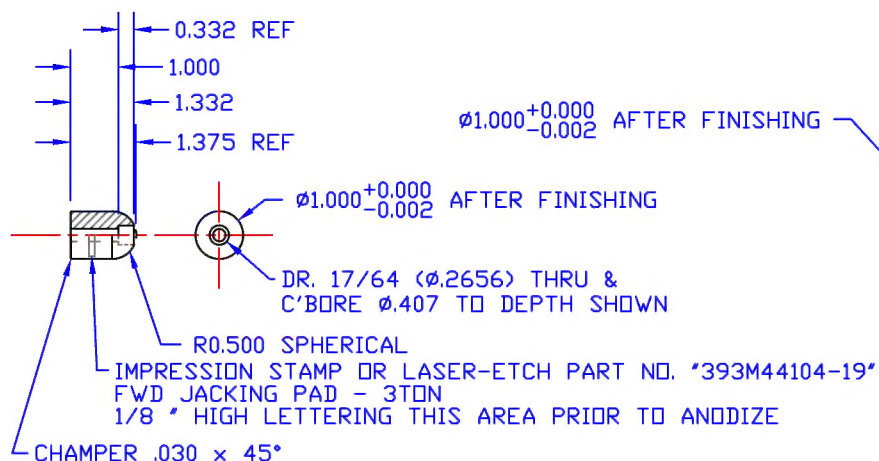 0.332 REF
1.000
1.332
1.375 REF
Ø1.000 +0.000 -0.002 AFTER FINISHING
Ø1.000 +0.000 -0.002 AFTER FINISHING
DR. 17/64 (Ø.2656) THRU &
C'BORE Ø.407 TO DEPTH SHOWN
R0.500 SPHERICAL
IMPRESSION STAMP OR LASER-ETCH PART NO. "393M44104-19"
FWD JACKING PAD - 3TON
1/8 " HIGH LETTERING THIS AREA PRIOR TO ANODIZE
CHAMPER .030 x 45°